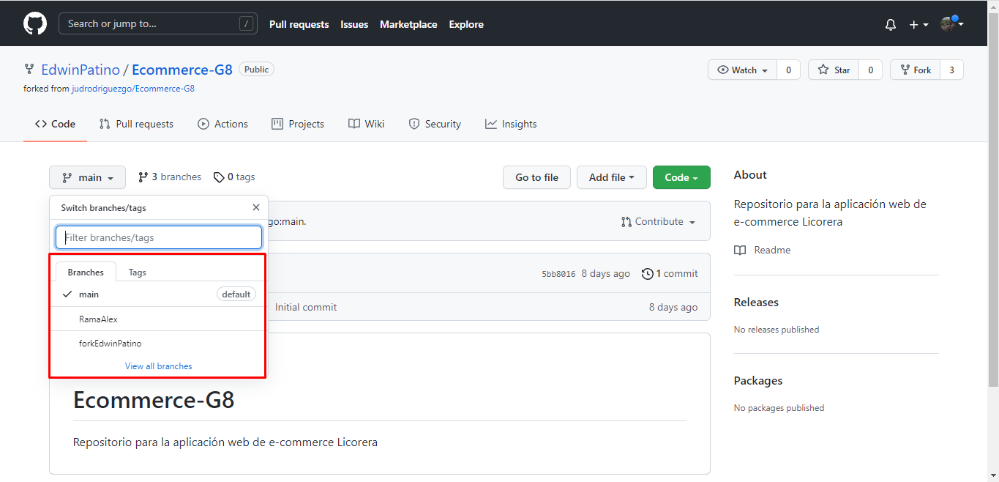 Search or jump to... /
Pull requests Issues Marketplace Explore
EdwinPatino / Ecommerce-G8 Public
Watch 0 Star 0 Fork 3
forked from judrodriguezgo/Ecommerce-G8
Code Pull requests Actions Projects Wiki Security Insights
main 3 branches 0 tags Go to file Add file Code
Switch branches/tags
go:main. Contribute
Filter branches/tags
Branches Tags
5bb8016 8 days ago 1 commit
main default
Initial commit 8 days ago
RamaAlex
forkEdwinPatino
View all branches
Ecommerce-G8
Repositorio para la aplicación web de e-commerce Licorera
About
Repositorio para la aplicación web de
e-commerce Licorera
Readme
Releases
No releases published
Packages
No packages published